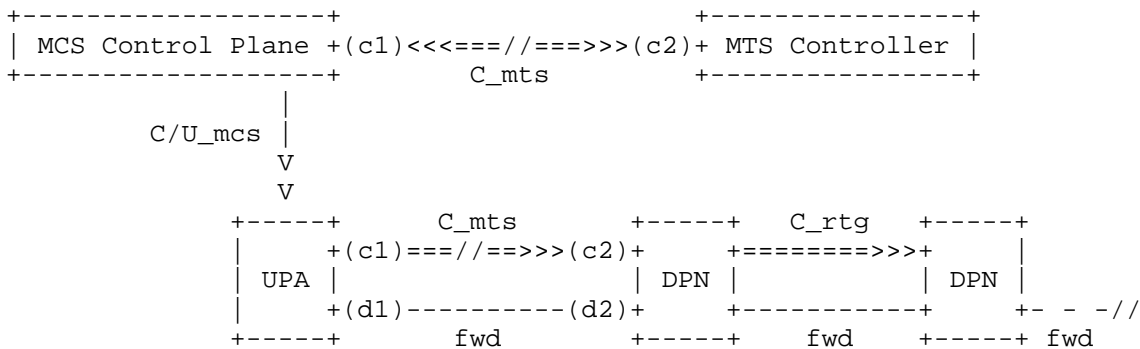 +-------------------+                       +----------------+
| MCS Control Plane +(c1)<<<===//===>>>(c2)+ MTS Controller |
+-------------------+        C_mts          +----------------+
                 |
         C/U_mcs |
                 V
                 V
              +-----+      C_mts        +-----+   C_rtg   +-----+
              |     +(c1)===//==>>>(c2)+     +========>>>+     |
              | UPA |                   | DPN |           | DPN |
              |     +(d1)----------(d2)+     +-----------+     +- - -//
              +-----+       fwd         +-----+    fwd    +-----+ fwd